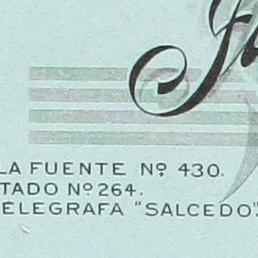 LA FUENTE Nº 430.
TADO Nº 264.
ELEGRAFA "SALCEDO".